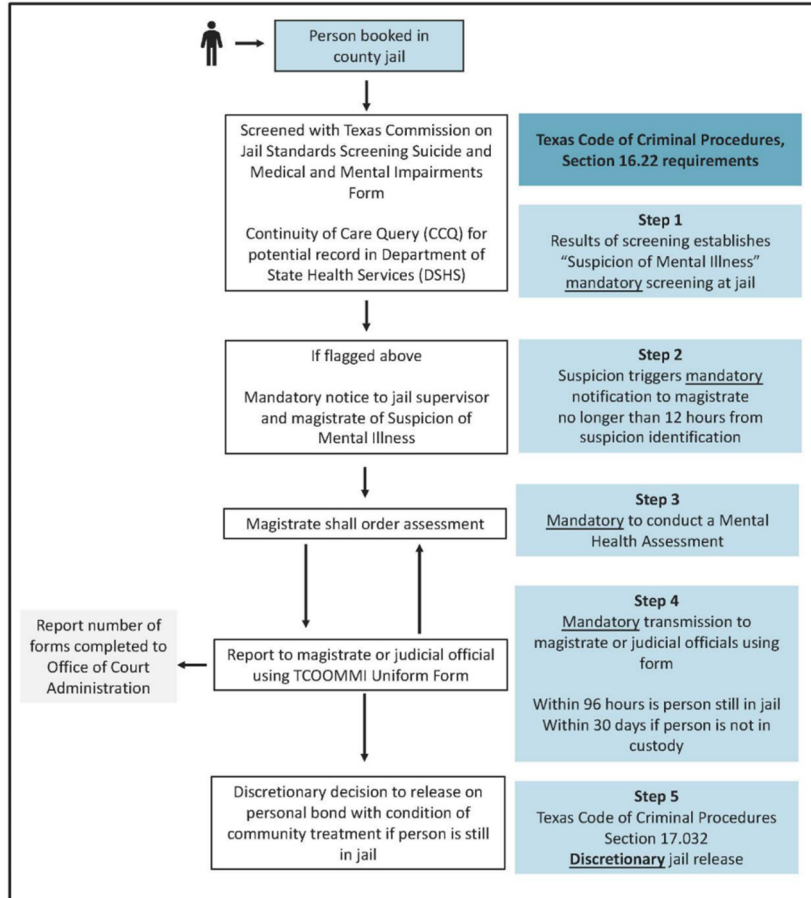 Person booked in
county jail
Screened with Texas Commission on
Jail Standards Screening Suicide and
Medical and Mental Impairments
Form
Continuity of Care Query (CCQ) for
potential record in Department of
State Health Services (DSHS)
Texas Code of Criminal Procedures,
Section 16.22 requirements
Step 1
Results of screening establishes
“Suspicion of Mental Illness”
mandatory screening at jail
If flagged above
Mandatory notice to jail supervisor
and magistrate of Suspicion of
Mental Illness
Step 2
Suspicion triggers mandatory
notification to magistrate
no longer than 12 hours from
suspicion identification
Magistrate shall order assessment
Step 3
Mandatory to conduct a Mental
Health Assessment
Report number of
forms completed to
Office of Court
Administration
Report to magistrate or judicial official
using TCOOMMI Uniform Form
Step 4
Mandatory transmission to
magistrate or judicial officials using
form
Within 96 hours is person still in jail
Within 30 days if person is not in
custody
Discretionary decision to release on
personal bond with condition of
community treatment if person is still
in jail
Step 5
Texas Code of Criminal Procedures
Section 17.032
Discretionary jail release